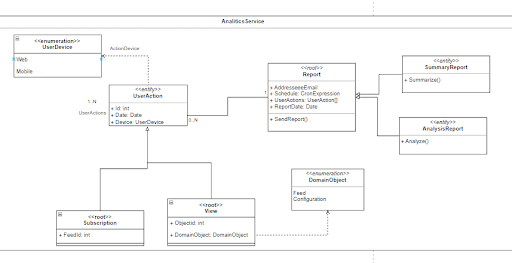 AnaliticsService
<<enumeration>>
UserDevice
Web
Mobile
ActionDevice
<<entity>>
UserAction
+ Id: int
+ Date: Date
+ Device: UserDevice
1..N
UserActions
0..N
1
<<root>>
Report
+ AddresseeEmail
+ Schedule: CronExpression
+ UserActions: UserAction[]
+ ReportDate: Date
+ SendReport()
<<entity>>
SummaryReport
+ Summarize()
<<entity>>
AnalysisReport
+ Analyze()
<<enumeration>>
DomainObject
Feed
Configuration
<<root>>
Subscription
+ FeedId: int
<<root>>
View
+ ObjectId: int
+ DomainObject: DomainObject